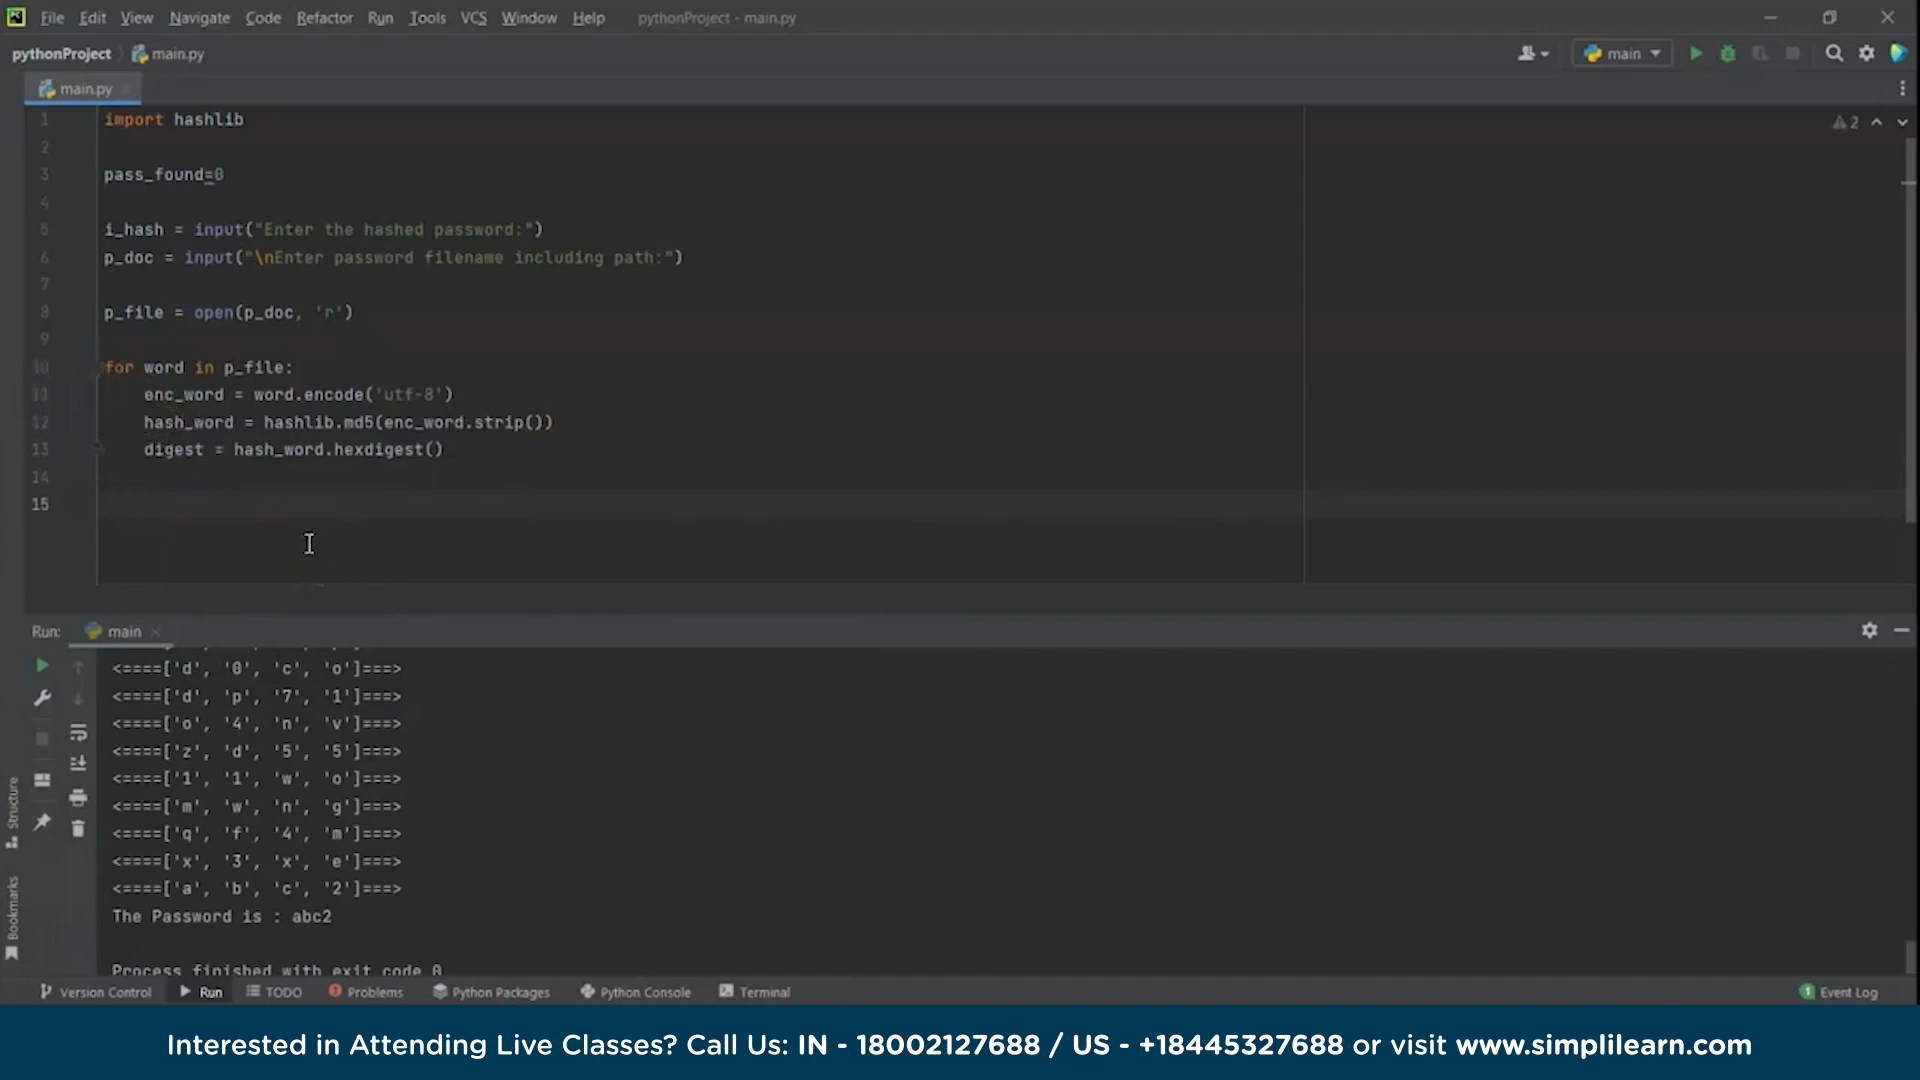 File Edit View Navigate Code Refactor Run Tools VCS Window Help pythonProject - main.py
pythonProject main.py main
main.py
1 import hashlib 2
2
3 pass_found=0
4
5 i_hash = input("Enter the hashed password:")
6 p_doc = input("\nEnter password filename including path:")
7
8 p_file = open(p_doc, 'r')
9
10 for word in p_file:
11 enc_word = word.encode('utf-8')
12 hash_word = hashlib.md5(enc_word.strip())
13 digest = hash_word.hexdigest()
14
15
Run: main
<====['d', '0', 'c', 'o']===>
<====['d', 'p', '7', '1']===>
<====['o', '4', 'n', 'v']===>
<====['z', 'd', '5', '5']===>
<====['1', '1', 'w', 'o']===>
<====['m', 'w', 'n', 'g']===>
<====['q', 'f', '4', 'm']===>
<====['x', '3', 'x', 'e']===>
<====['a', 'b', 'c', '2']===>
The Password is : abc2
Process finished with exit code 0
Structure
Bookmarks
Version Control Run TODO Problems Python Packages Python Console Terminal 1 Event Log
Interested in Attending Live Classes? Call Us: IN - 18002127688 / US - +18445327688 or visit www.simplilearn.com